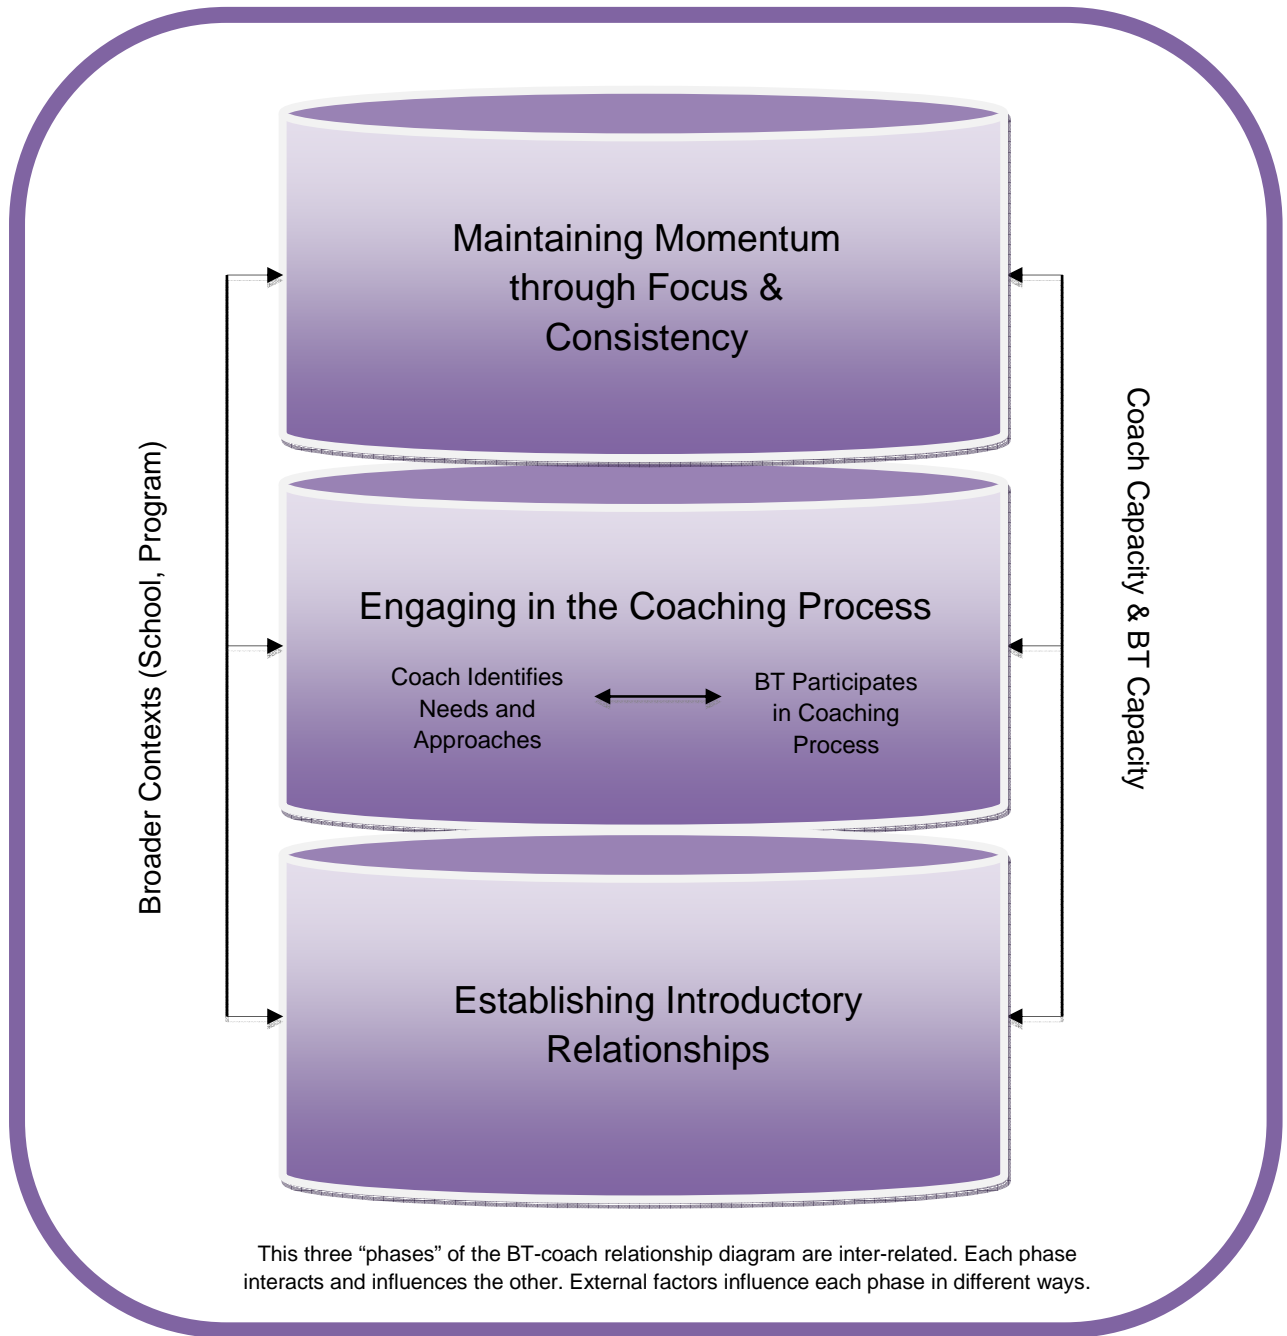 Maintaining Momentum
through Focus &
Consistency
Broader Contexts (School, Program)
Coach Capacity & BT Capacity
Engaging in the Coaching Process
Coach Identifies
Needs and
Approaches
BT Participates
in Coaching
Process
Establishing Introductory
Relationships
This three “phases” of the BT-coach relationship diagram are inter-related. Each phase
interacts and influences the other. External factors influence each phase in different ways.